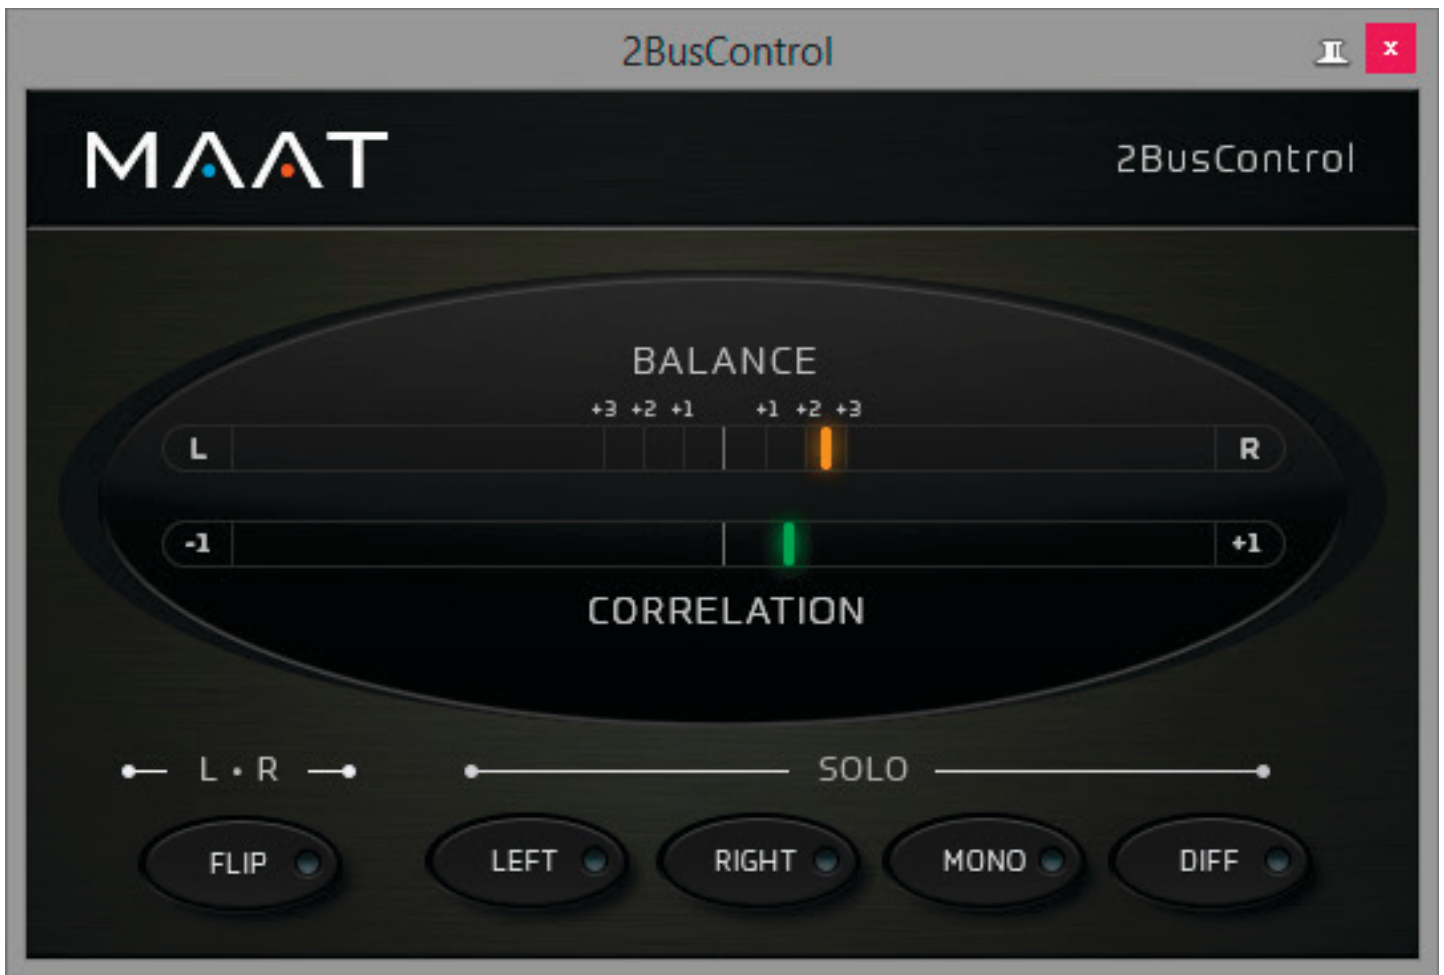 2BusControl
x
MAAT
2BusControl
BALANCE
+3 +2 +1 +1 +2 +3
L R
-1 +1
CORRELATION
L • R SOLO
FLIP LEFT RIGHT MONO DIFF